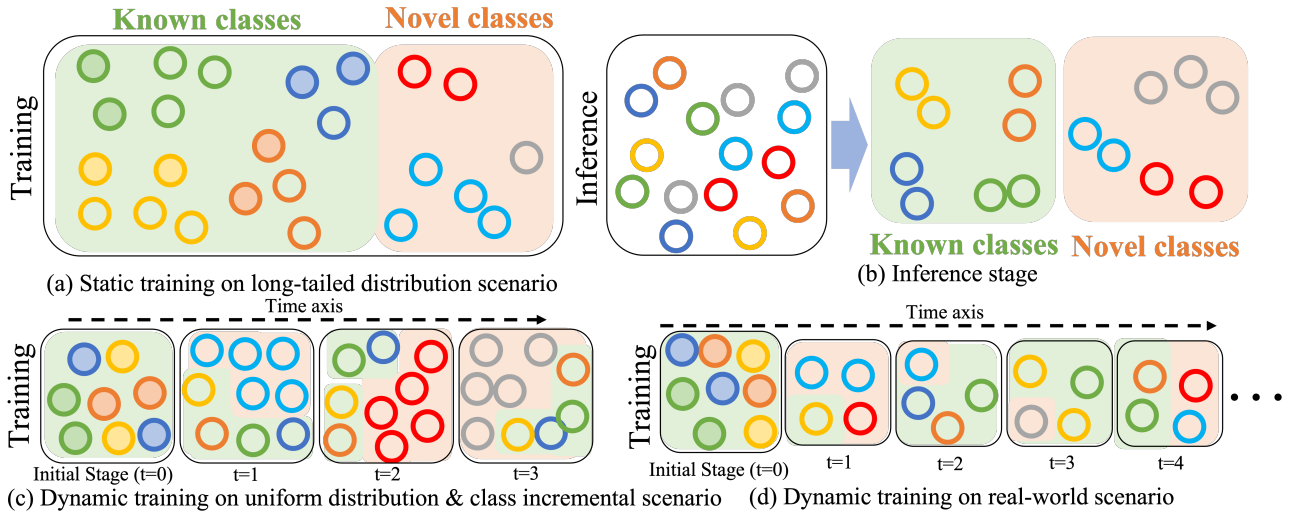 Known classes
Novel classes
Training
(a) Static training on long-tailed distribution scenario
Inference
Known classes
Novel classes
(b) Inference stage
Time axis
Training
Initial Stage (t=0)
t=1
t=2
t=3
(c) Dynamic training on uniform distribution & class incremental scenario
Time axis
Training
Initial Stage (t=0)
t=1
t=2
t=3
t=4
(d) Dynamic training on real-world scenario